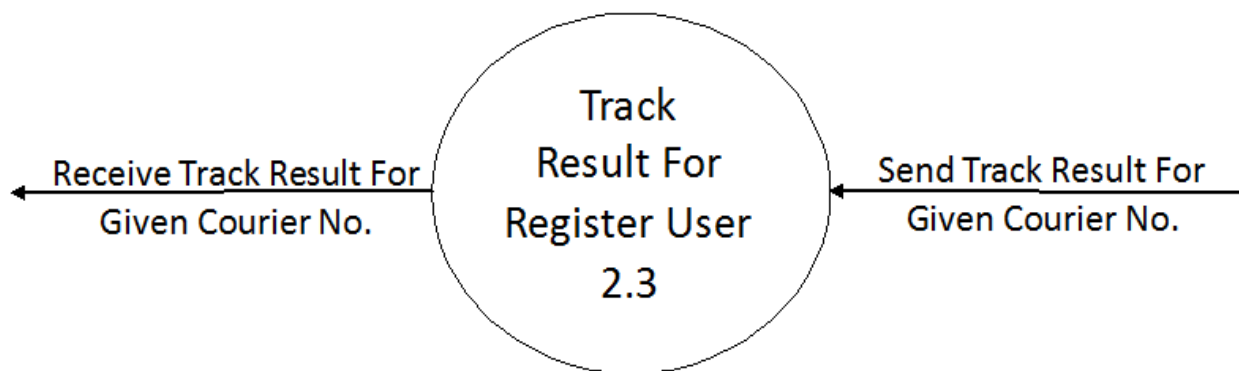 Receive Track Result For
Given Courier No.
Track
Result For
Register User
2.3
Send Track Result For
Given Courier No.